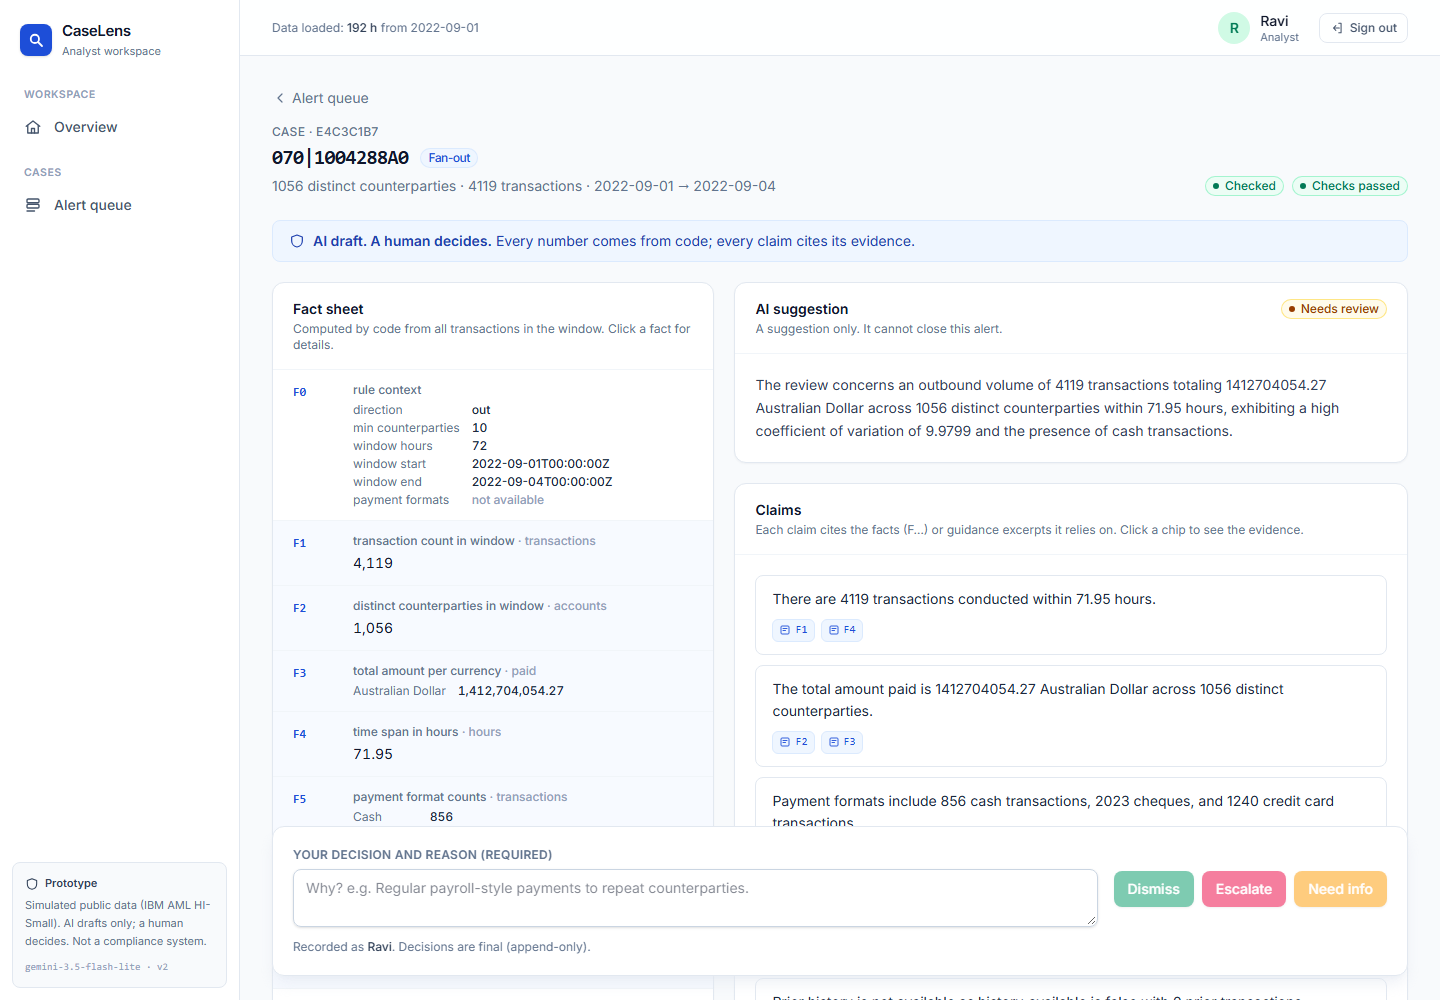 CaseLens
Analyst workspace
WORKSPACE
Overview
CASES
Alert queue
Prototype
Simulated public data (IBM AML HI-
Small). AI drafts only; a human
decides. Not a compliance system.
gemini-3.5-flash-lite · v2
Data loaded: 192 h from 2022-09-01
R
Ravi
Analyst
Sign out
Alert queue
CASE · E4C3C1B7
070|1004288A0 Fan-out
1056 distinct counterparties · 4119 transactions · 2022-09-01 → 2022-09-04
Checked
Checks passed
AI draft. A human decides. Every number comes from code; every claim cites its evidence.
Fact sheet
Computed by code from all transactions in the window. Click a fact for
details.
F0 rule context
direction out
min counterparties 10
window hours 72
window start 2022-09-01T00:00:00Z
window end 2022-09-04T00:00:00Z
payment formats not available
F1 transaction count in window · transactions
4,119
F2 distinct counterparties in window · accounts
1,056
F3 total amount per currency · paid
Australian Dollar 1,412,704,054.27
F4 time span in hours · hours
71.95
F5 payment format counts · transactions
Cash 856
AI suggestion
Needs review
A suggestion only. It cannot close this alert.
The review concerns an outbound volume of 4119 transactions totaling 1412704054.27
Australian Dollar across 1056 distinct counterparties within 71.95 hours, exhibiting a high
coefficient of variation of 9.9799 and the presence of cash transactions.
Claims
Each claim cites the facts (F...) or guidance excerpts it relies on. Click a chip to see the evidence.
There are 4119 transactions conducted within 71.95 hours.
F1 F4
The total amount paid is 1412704054.27 Australian Dollar across 1056 distinct
counterparties.
F2 F3
Payment formats include 856 cash transactions, 2023 cheques, and 1240 credit card
transactions
YOUR DECISION AND REASON (REQUIRED)
Why? e.g. Regular payroll-style payments to repeat counterparties.
Dismiss
Escalate
Need info
Recorded as Ravi. Decisions are final (append-only).